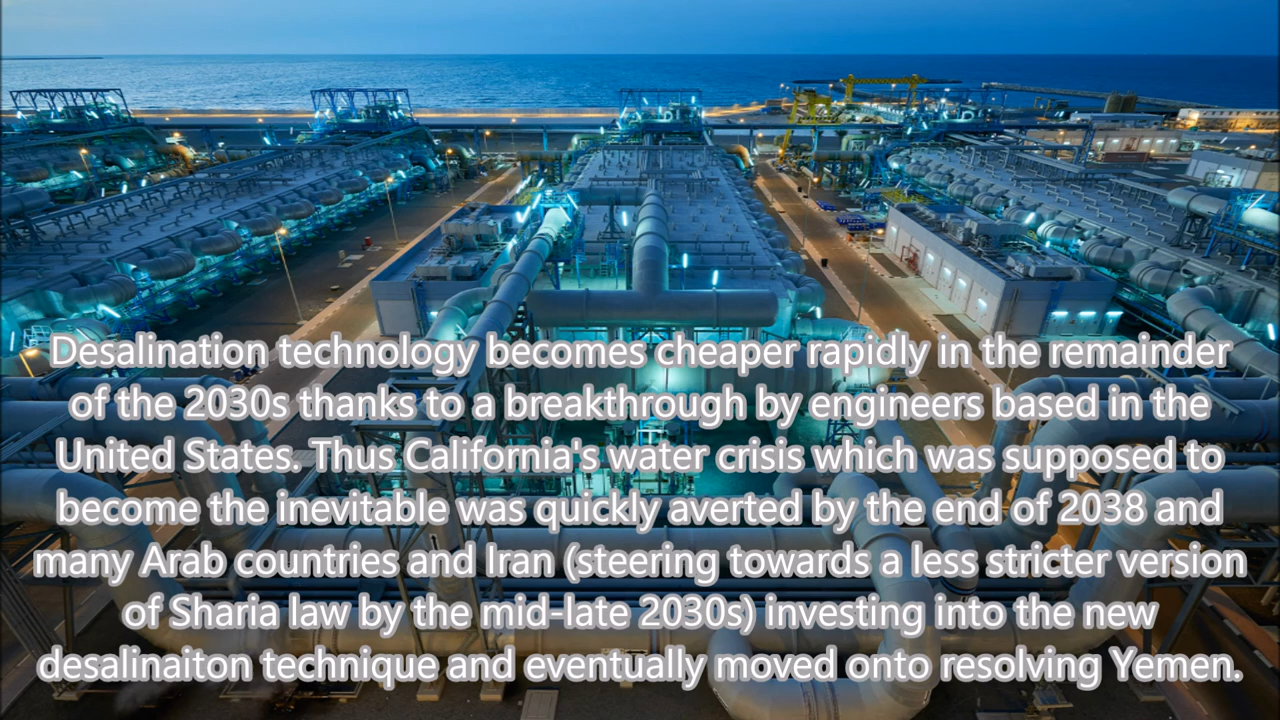 Desalination technology becomes cheaper rapidly in the remainder
of the 2030s thanks to a breakthrough by engineers based in the
United States. Thus California's water crisis which was supposed to
become the inevitable was quickly averted by the end of 2038 and
many Arab countries and Iran (steering towards a less stricter version
of Sharia law by the mid-late 2030s) investing into the new
desalinaiton technique and eventually moved onto resolving Yemen.